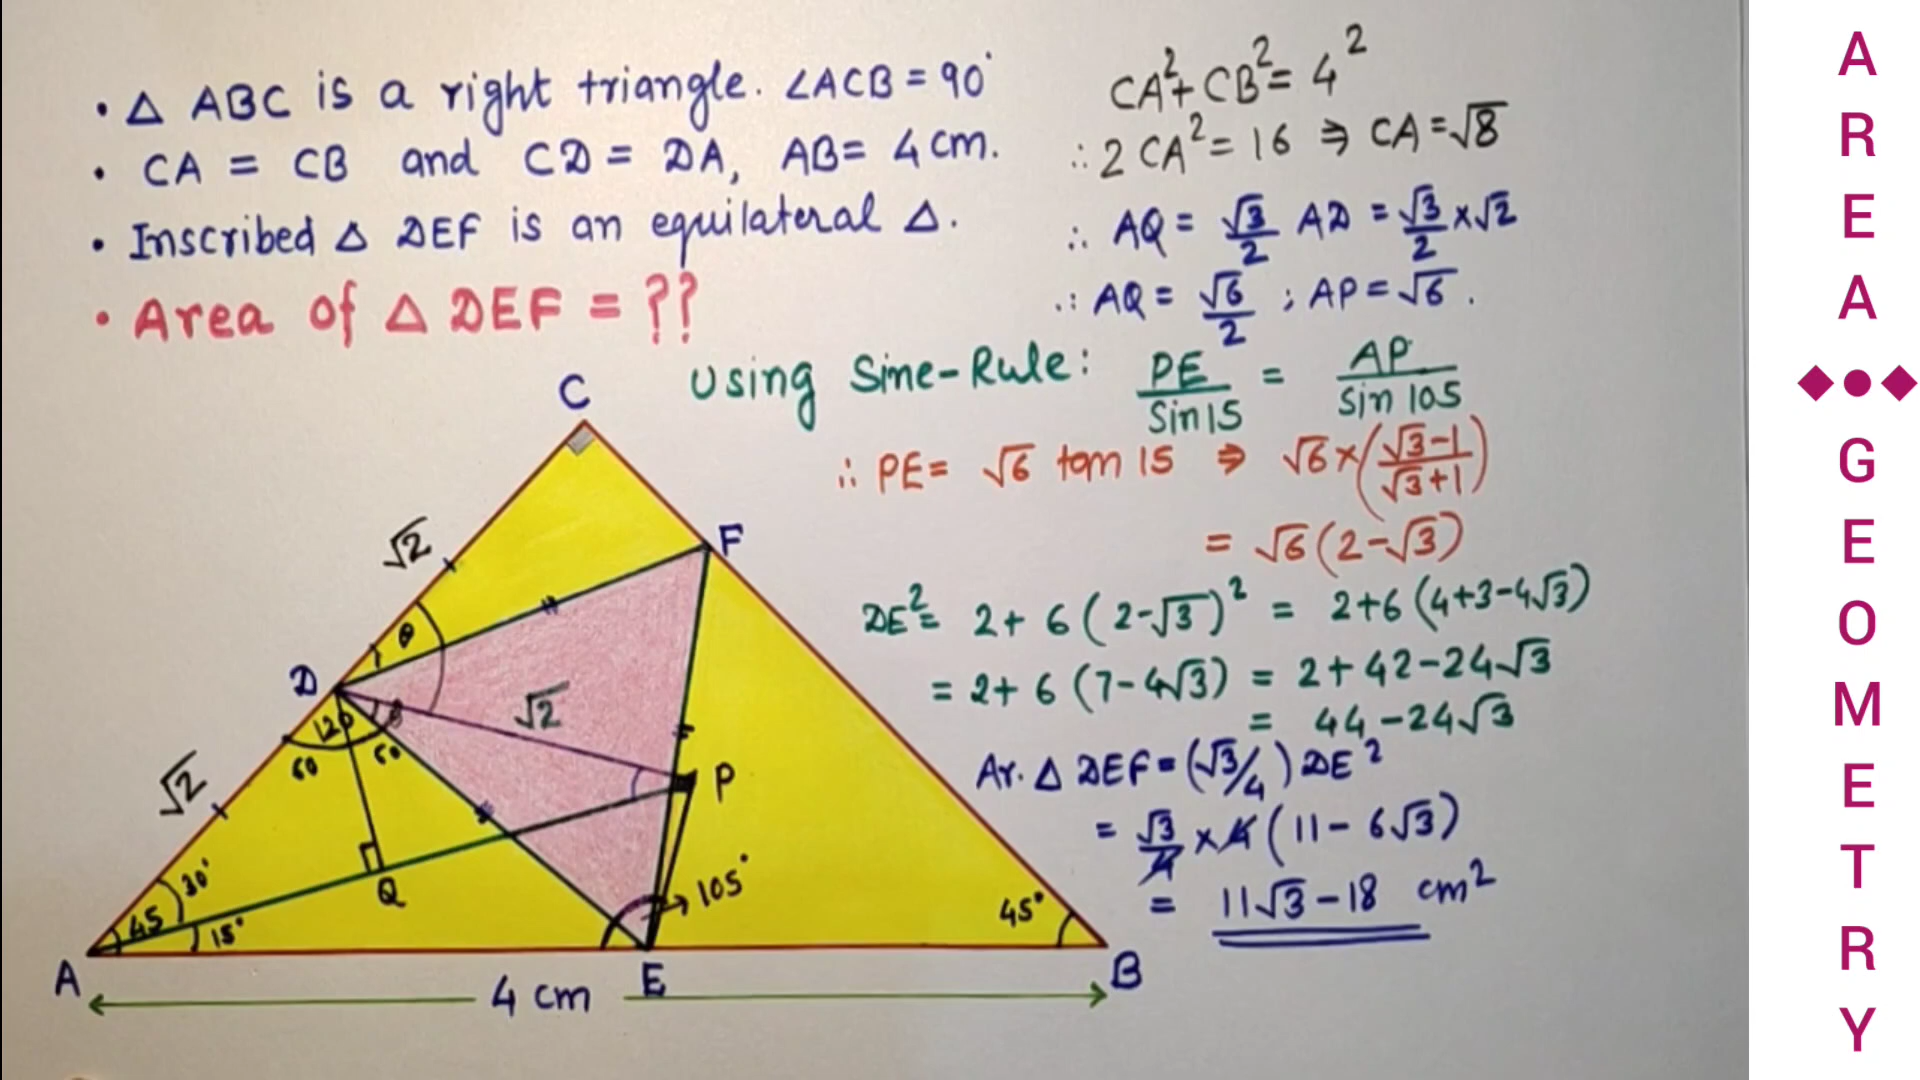 • △ ABC is a right triangle. ∠ACB = 90°
• CA = CB and CD = DA, AB = 4 cm.
• Inscribed △ DEF is an equilateral △.
• Area of △ DEF = ??
CA²+ CB² = 4²
∴ 2 CA² = 16 ⇒ CA = √8
∴ AQ = √3/2 AD = √3/2 × √2
∴ AQ = √6/2 ; AP = √6 .
Using Sine-Rule: PE/Sin 15 = AP/Sin 105
∴ PE = √6 tan 15 ⇒ √6 × (√3-1/√3+1)
= √6 (2-√3)
DE² = 2 + 6 (2-√3)² = 2+6 (4+3-4√3)
= 2+ 6 (7-4√3) = 2+42-24√3
= 44-24√3
Ar. △ DEF = (√3/4) DE²
= √3/4 × 4 (11 - 6√3)
= 11√3 - 18 cm²
C
F
√2
θ
D
√2
120
θ
60
60
P
√2
Q
30°
45
15°
105°
45°
A
E
B
4 cm
A
R
E
A
G
E
O
M
E
T
R
Y